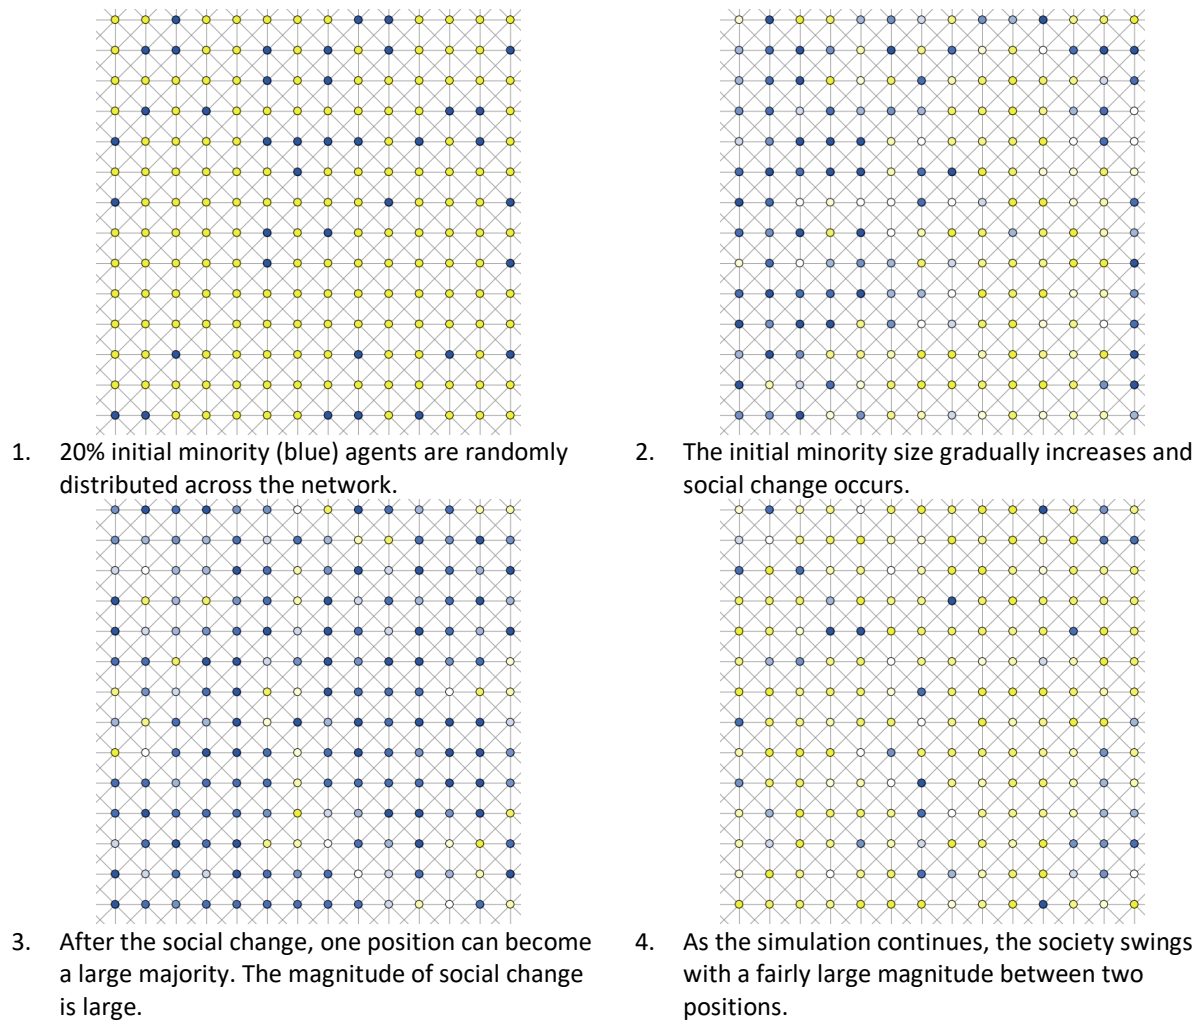 1. 20% initial minority (blue) agents are randomly
distributed across the network.
2. The initial minority size gradually increases and
social change occurs.
3. After the social change, one position can become
a large majority. The magnitude of social change
is large.
4. As the simulation continues, the society swings
with a fairly large magnitude between two
positions.